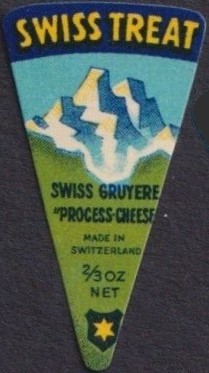 SWISS TREAT
SWISS GRUYERE
"PROCESS-CHEESE
MADE IN
SWITZERLAND
2/3 OZ
NET